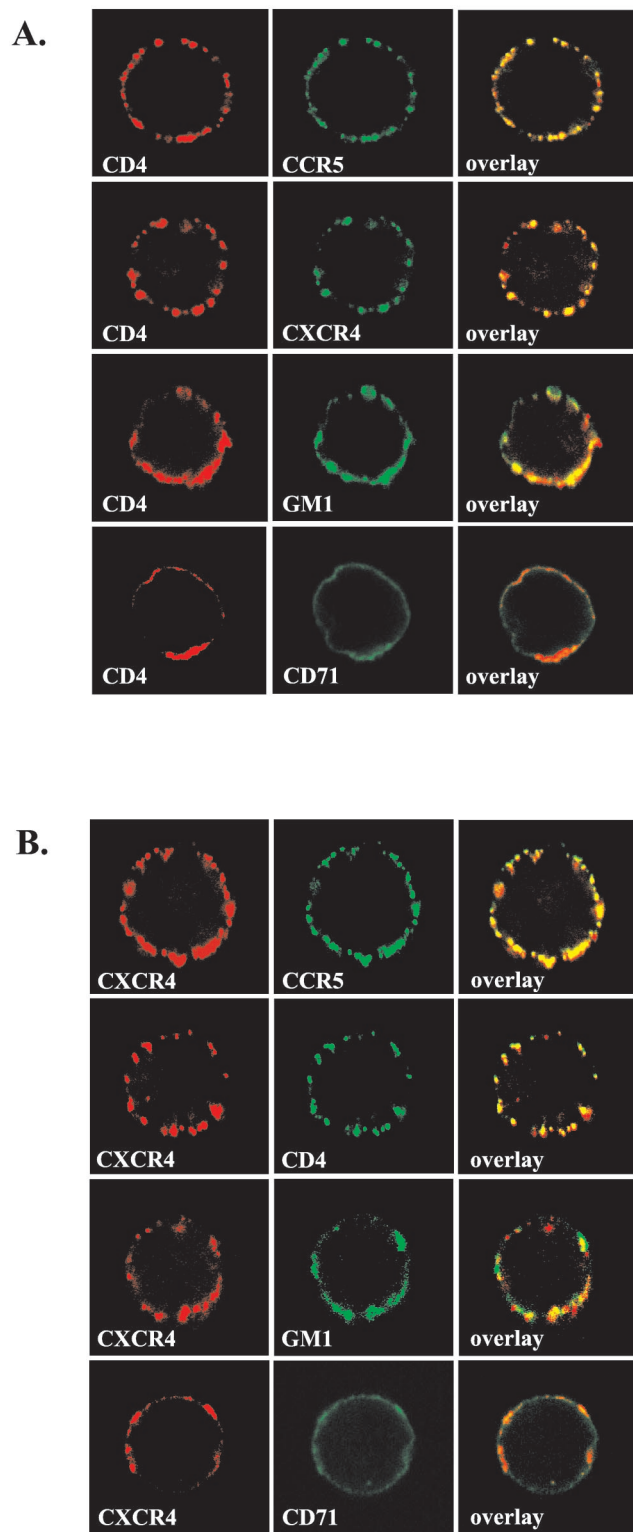 A.
CD4 CCR5 overlay
CD4 CXCR4 overlay
CD4 GM1 overlay
CD4 CD71 overlay
B.
CXCR4 CCR5 overlay
CXCR4 CD4 overlay
CXCR4 GM1 overlay
CXCR4 CD71 overlay